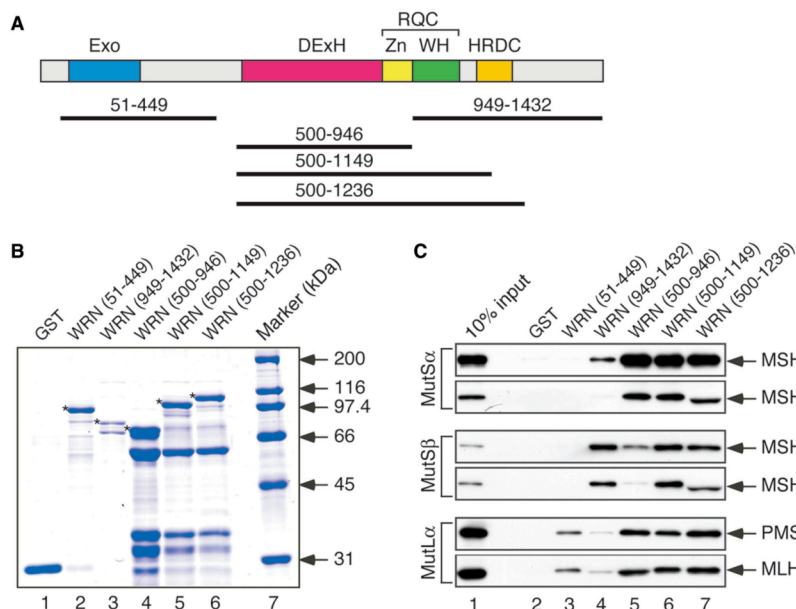 A
RQC
Exo DExH Zn WH HRDC
51-449 949-1432
500-946
500-1149
500-1236
B
GST
WRN (51-449)
WRN (949-1432)
WRN (500-946)
WRN (500-1149)
WRN (500-1236)
Marker (kDa)
* * * * *
200
116
97.4
66
45
31
1 2 3 4 5 6 7
C
10% input
GST
WRN (51-449)
WRN (949-1432)
WRN (500-946)
WRN (500-1149)
WRN (500-1236)
MutSα
MSH
MSH
MutSβ
MSH
MSH
MutLα
PMS
MLH
1 2 3 4 5 6 7